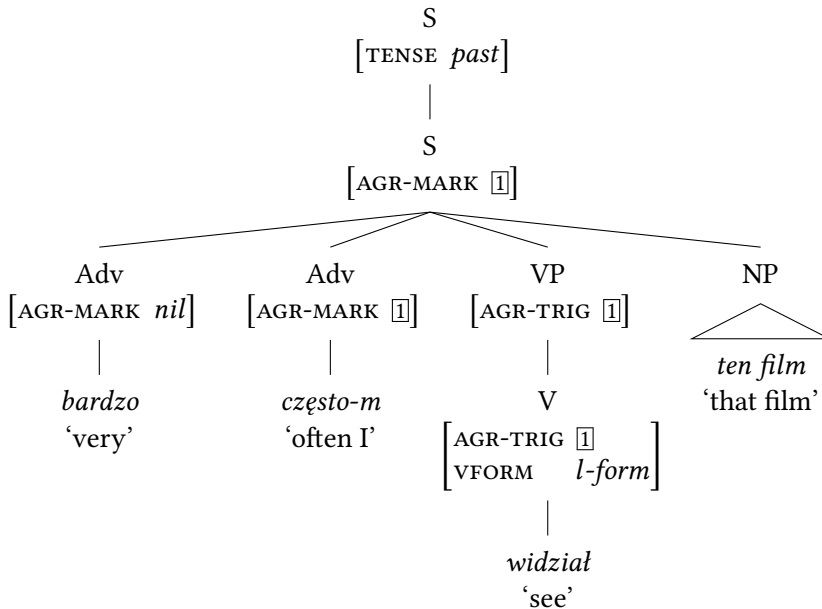 S
[TENSE past]
S
[AGR-MARK 1]
Adv Adv VP NP
[AGR-MARK nil] [AGR-MARK 1] [AGR-TRIG 1]
bardzo często-m V ten film
‘very’ ‘often I’ [AGR-TRIG 1 ‘that film’
VFORM l-form]
widział
‘see’